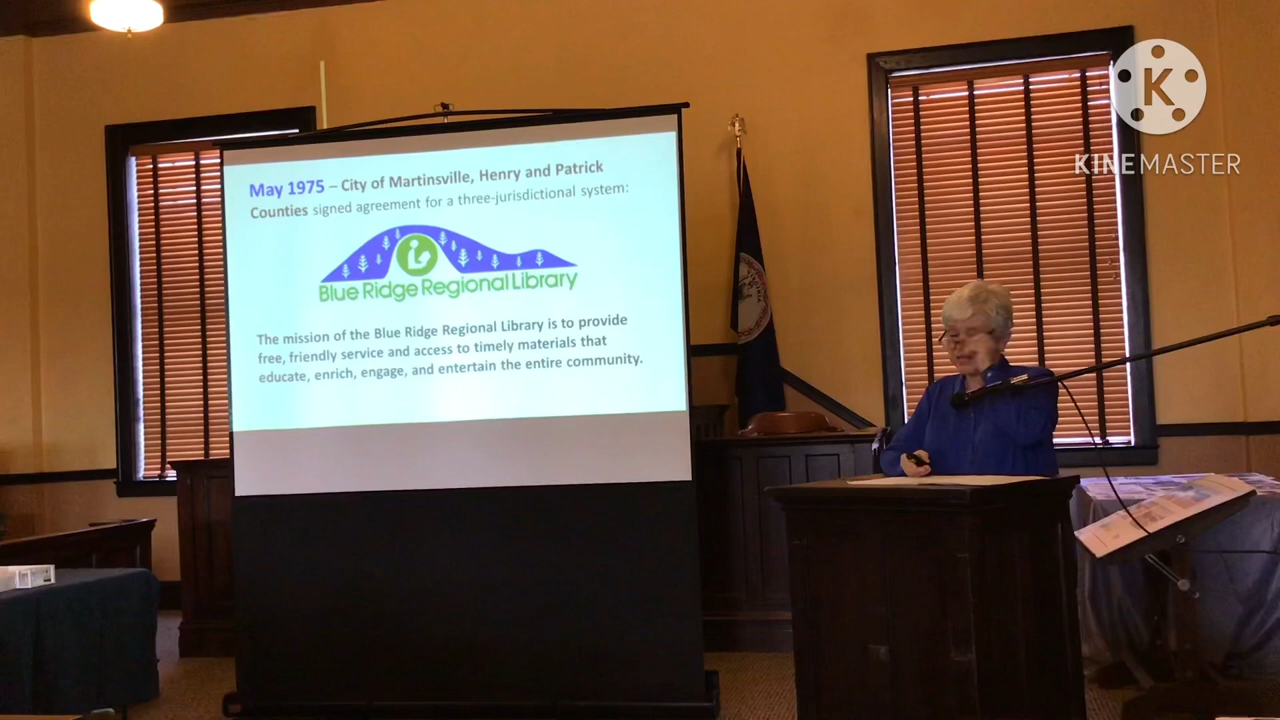 May 1975 – City of Martinsville, Henry and Patrick
Counties signed agreement for a three-jurisdictional system:
Blue Ridge Regional Library
The mission of the Blue Ridge Regional Library is to provide
free, friendly service and access to timely materials that
educate, enrich, engage, and entertain the entire community.
K
KINEMASTER